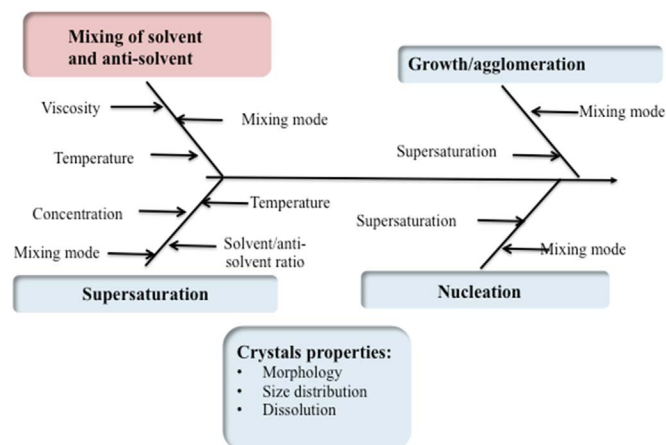 Mixing of solvent
and anti-solvent
Growth/agglomeration
Viscosity
Mixing mode
Mixing mode
Temperature
Supersaturation
Temperature
Concentration
Supersaturation
Solvent/anti-
solvent ratio
Mixing mode
Mixing mode
Supersaturation
Nucleation
Crystals properties:
• Morphology
• Size distribution
• Dissolution